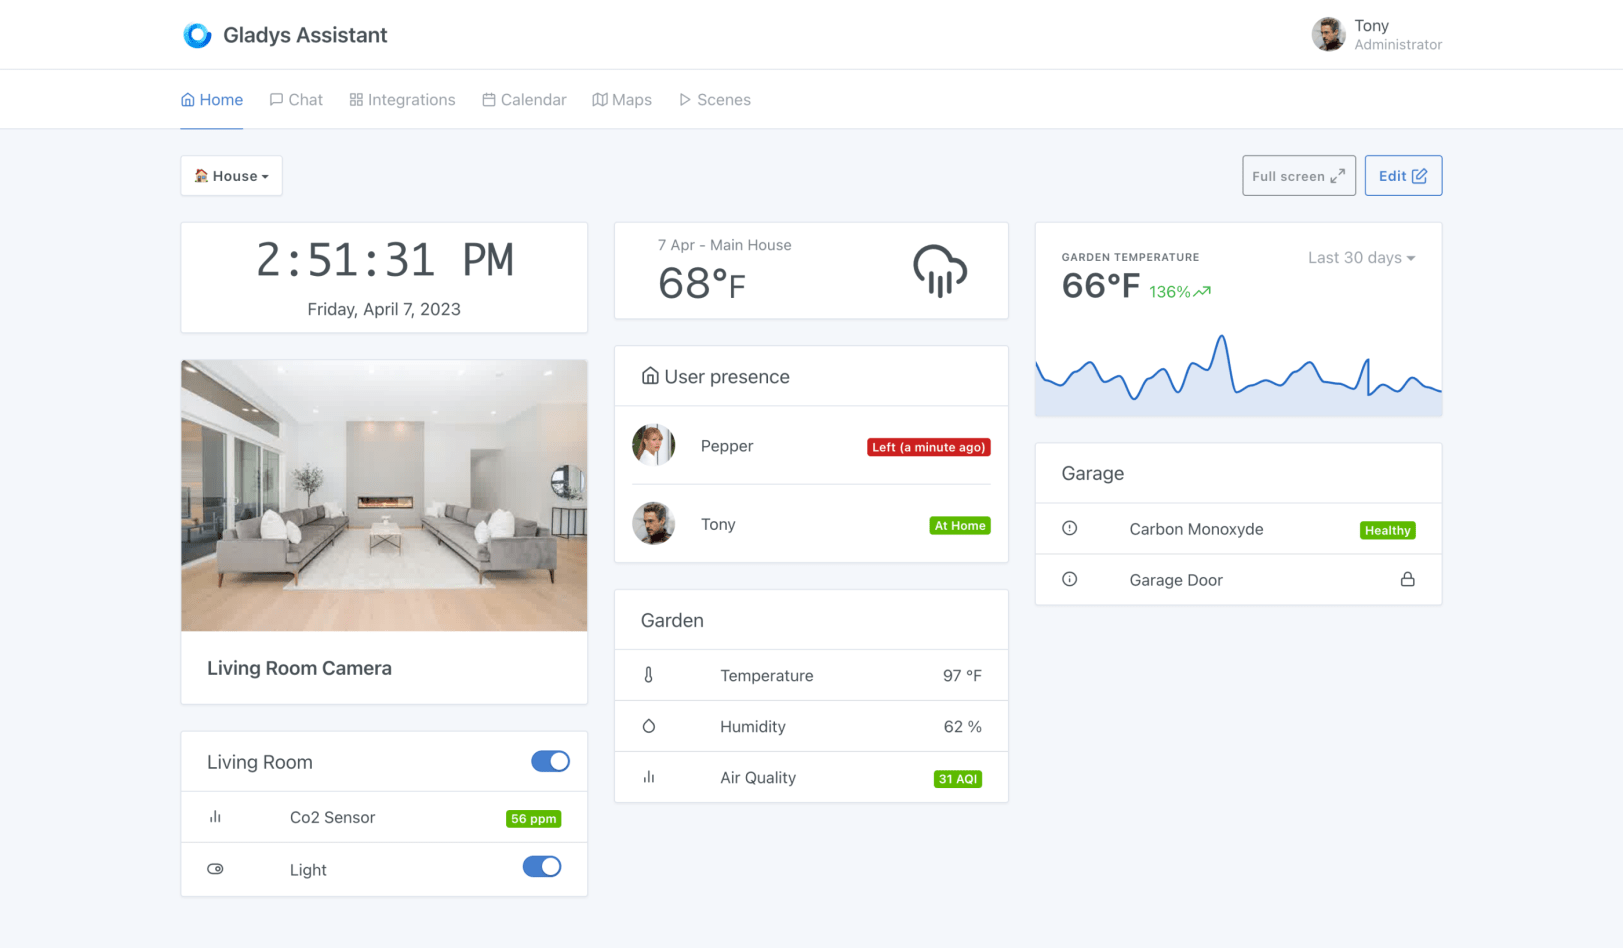 Gladys Assistant
Tony
Administrator
Home
Chat
Integrations
Calendar
Maps
Scenes
House
Full screen
Edit
2:51:31 PM
Friday, April 7, 2023
Living Room Camera
Living Room
Co2 Sensor
56 ppm
Light
7 Apr - Main House
68°F
User presence
Pepper
Left (a minute ago)
Tony
At Home
Garden
Temperature
97 °F
Humidity
62 %
Air Quality
31 AQI
GARDEN TEMPERATURE
Last 30 days
66°F
136%
Garage
Carbon Monoxyde
Healthy
Garage Door